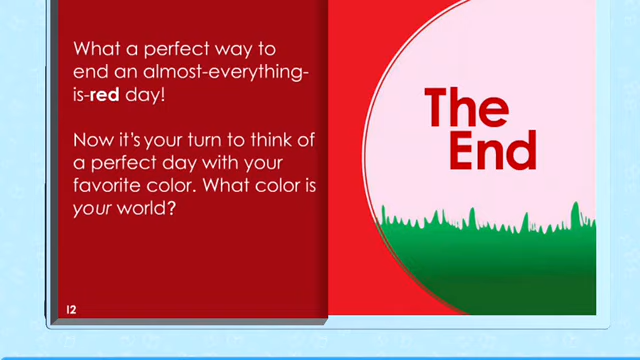 What a perfect way to
end an almost-everything-
is-red day!
Now it's your turn to think of
a perfect day with your
favorite color. What color is
your world?
12
The
End